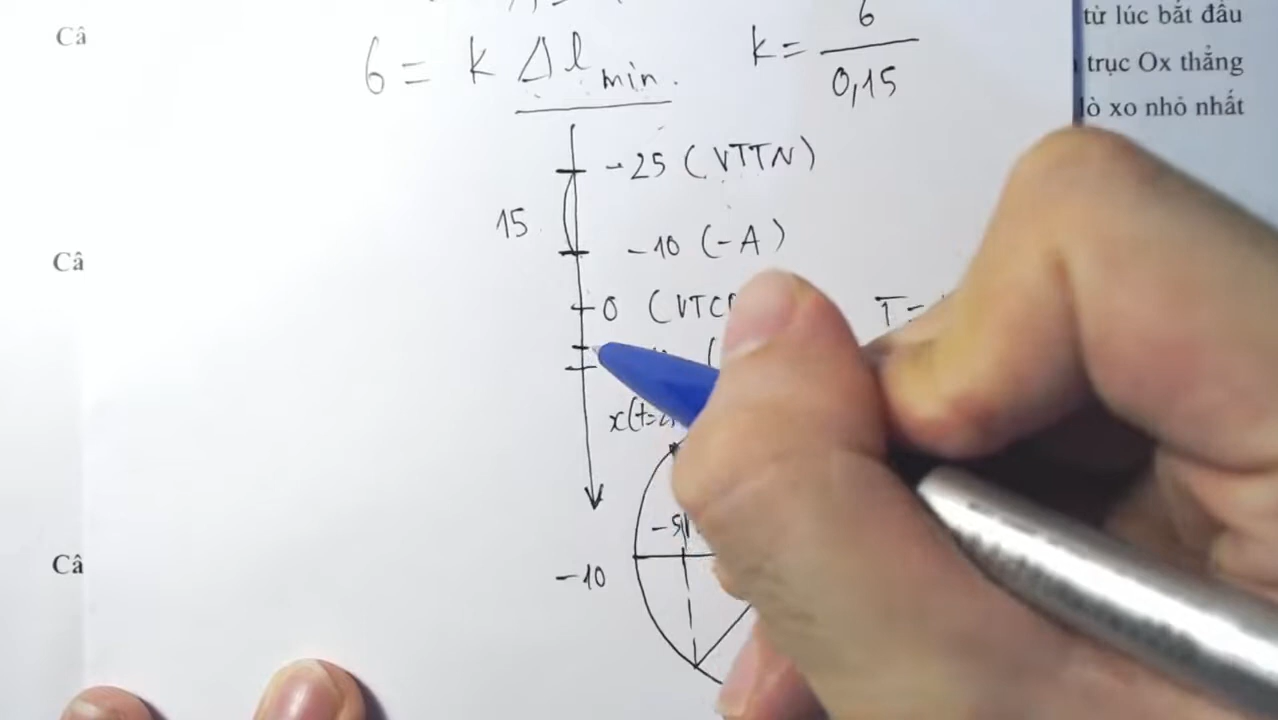 từ lúc bắt đầu
Câ
6 = k Δl min.
k = 6 / 0,15
trục Ox thẳng
lò xo nhỏ nhất
-25 (VTTN)
15
-10 (-A)
Câ
0
T =
-10
Câ